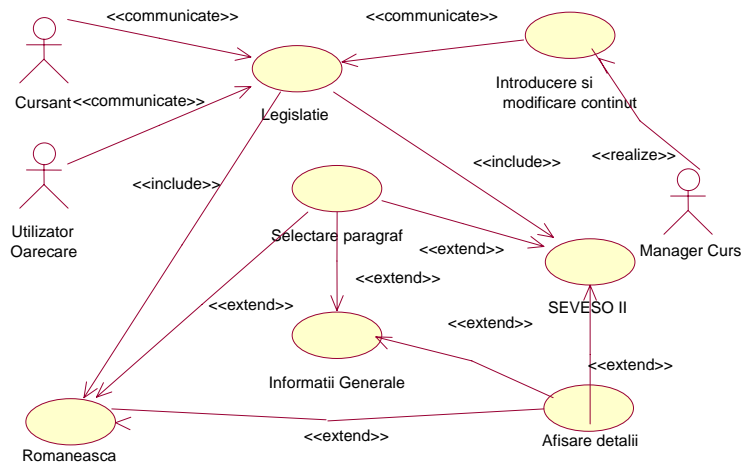 <<communicate>>
<<communicate>>
Cursant
<<communicate>>
Legislatie
Introducere si
modificare continut
<<realize>>
<<include>>
<<include>>
Utilizator
Oarecare
Selectare paragraf
<<extend>>
Manager Curs
<<extend>>
<<extend>>
SEVESO II
<<extend>>
<<extend>>
Informatii Generale
<<extend>>
Romaneasca
Afisare detalii